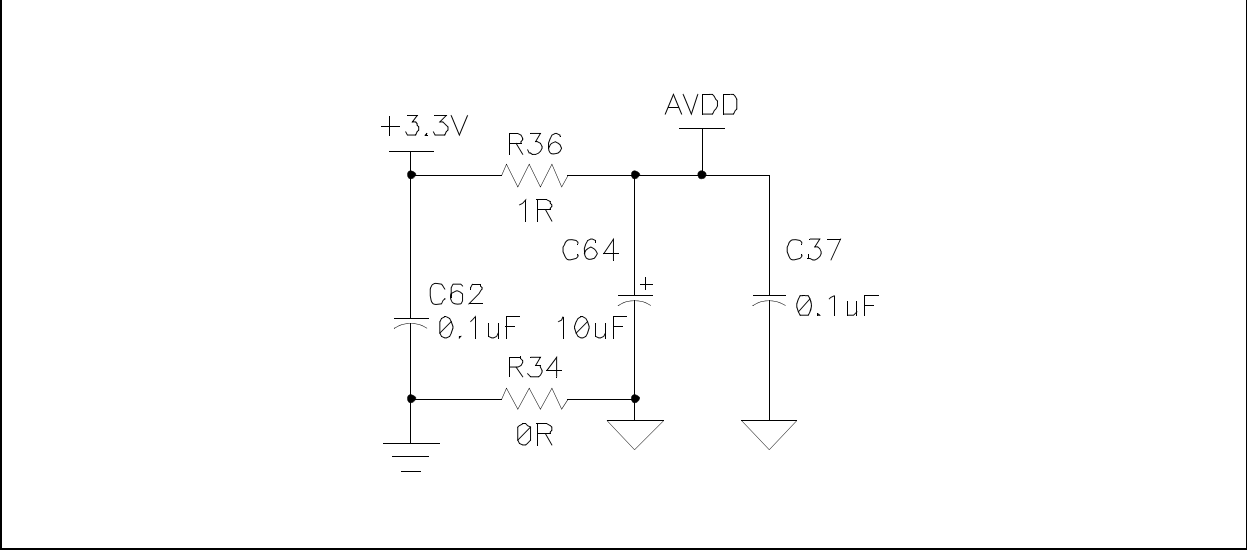 AVDD
+3.3V
R36
1R
C64
C37
+
C62
0.1uF
0.1uF
10uF
R34
0R